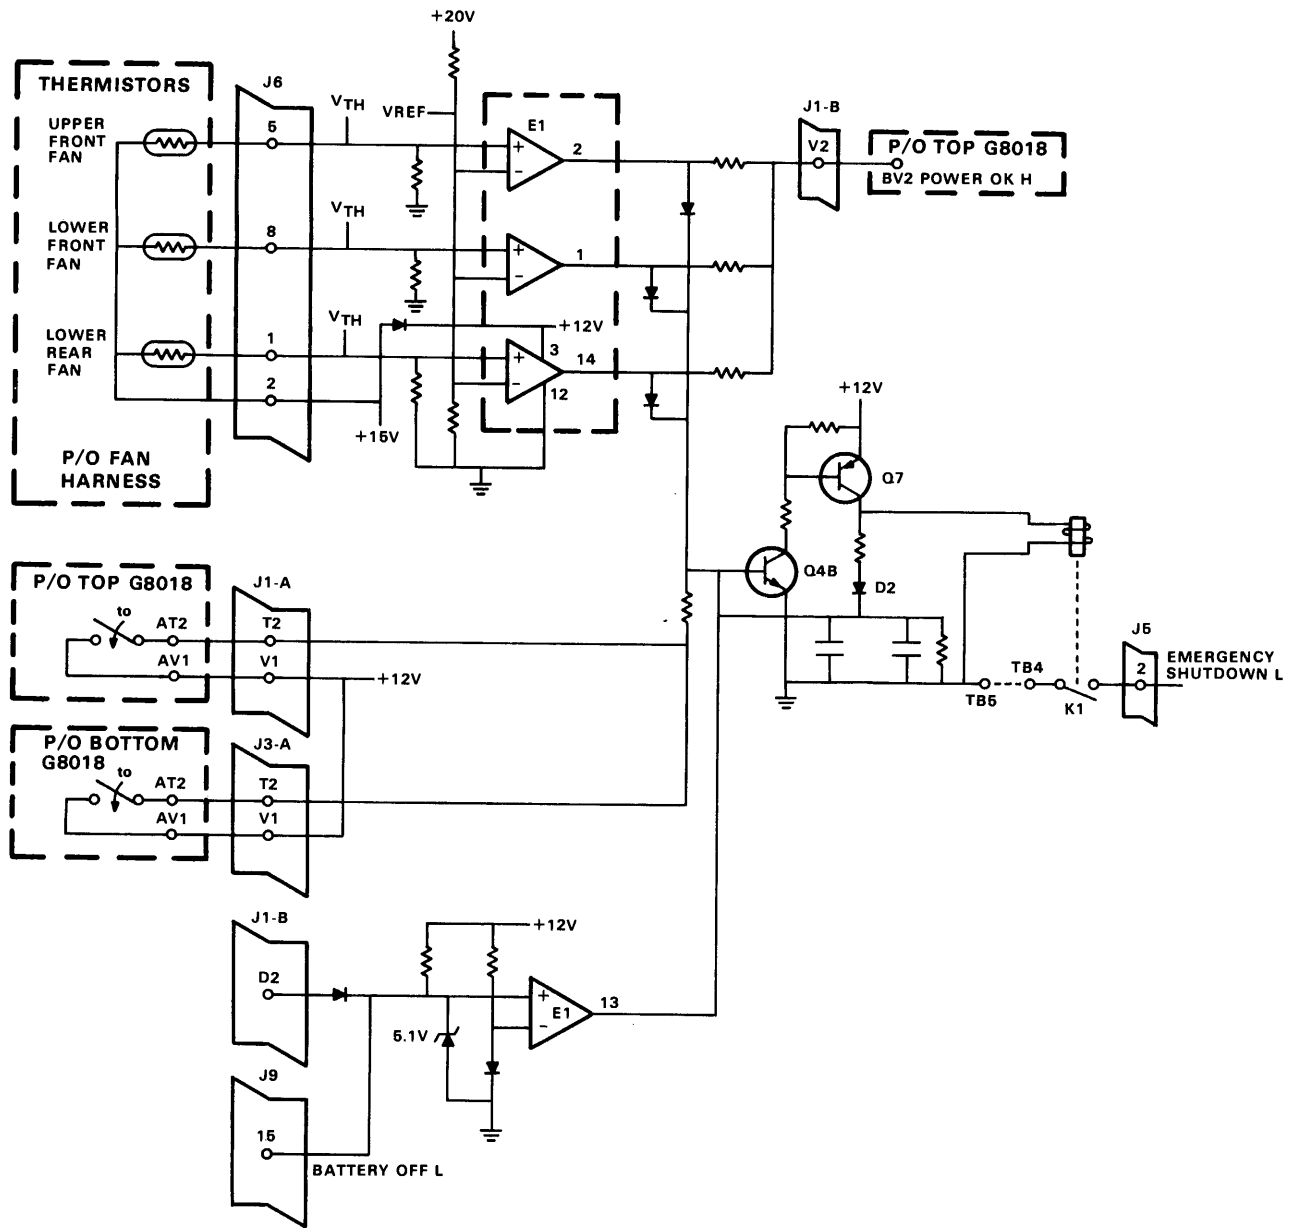 +20V
THERMISTORS
J6
VTH
VREF
J1-B
UPPER
FRONT
FAN
5
E1
+
−
2
V2
P/O TOP G8018
BV2 POWER OK H
LOWER
FRONT
FAN
8
VTH
+
−
1
LOWER
REAR
FAN
1
VTH
+12V
+
−
3
14
12
2
+15V
P/O FAN
HARNESS
+12V
Q7
Q4B
D2
P/O TOP G8018
J1-A
to
AT2
T2
AV1
V1
+12V
J5
EMERGENCY
SHUTDOWN L
2
TB4
TB5
K1
P/O BOTTOM
G8018
J3-A
to
AT2
T2
AV1
V1
J1-B
+12V
D2
+
−
E1
13
5.1V
J9
15
BATTERY OFF L